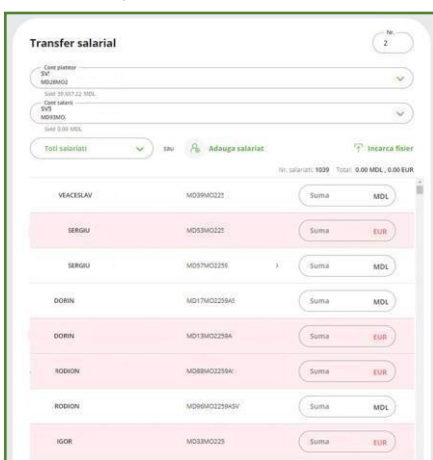 Transfer salarial
Nr.
2
Cont platitor
MD28MO2
Sold 39,657.22 MDL
Cont salarii
SV5
MD93MO
Sold 0.00 MDL
Toti salariati sau Adauga salariat Incarca fisier
Nr. salariati: 1039 Total: 0.00 MDL , 0.00 EUR
VEACESLAV MD39MO225 Suma MDL
SERGIU MD53MO225 Suma EUR
SERGIU MD57MO2259 Suma MDL
DORIN MD17MO2259AS Suma MDL
DORIN MD13MO2259A Suma EUR
RODION MD88MO2259A Suma EUR
RODION MD96MO2259ASV Suma MDL
IGOR MD33MO225 Suma EUR